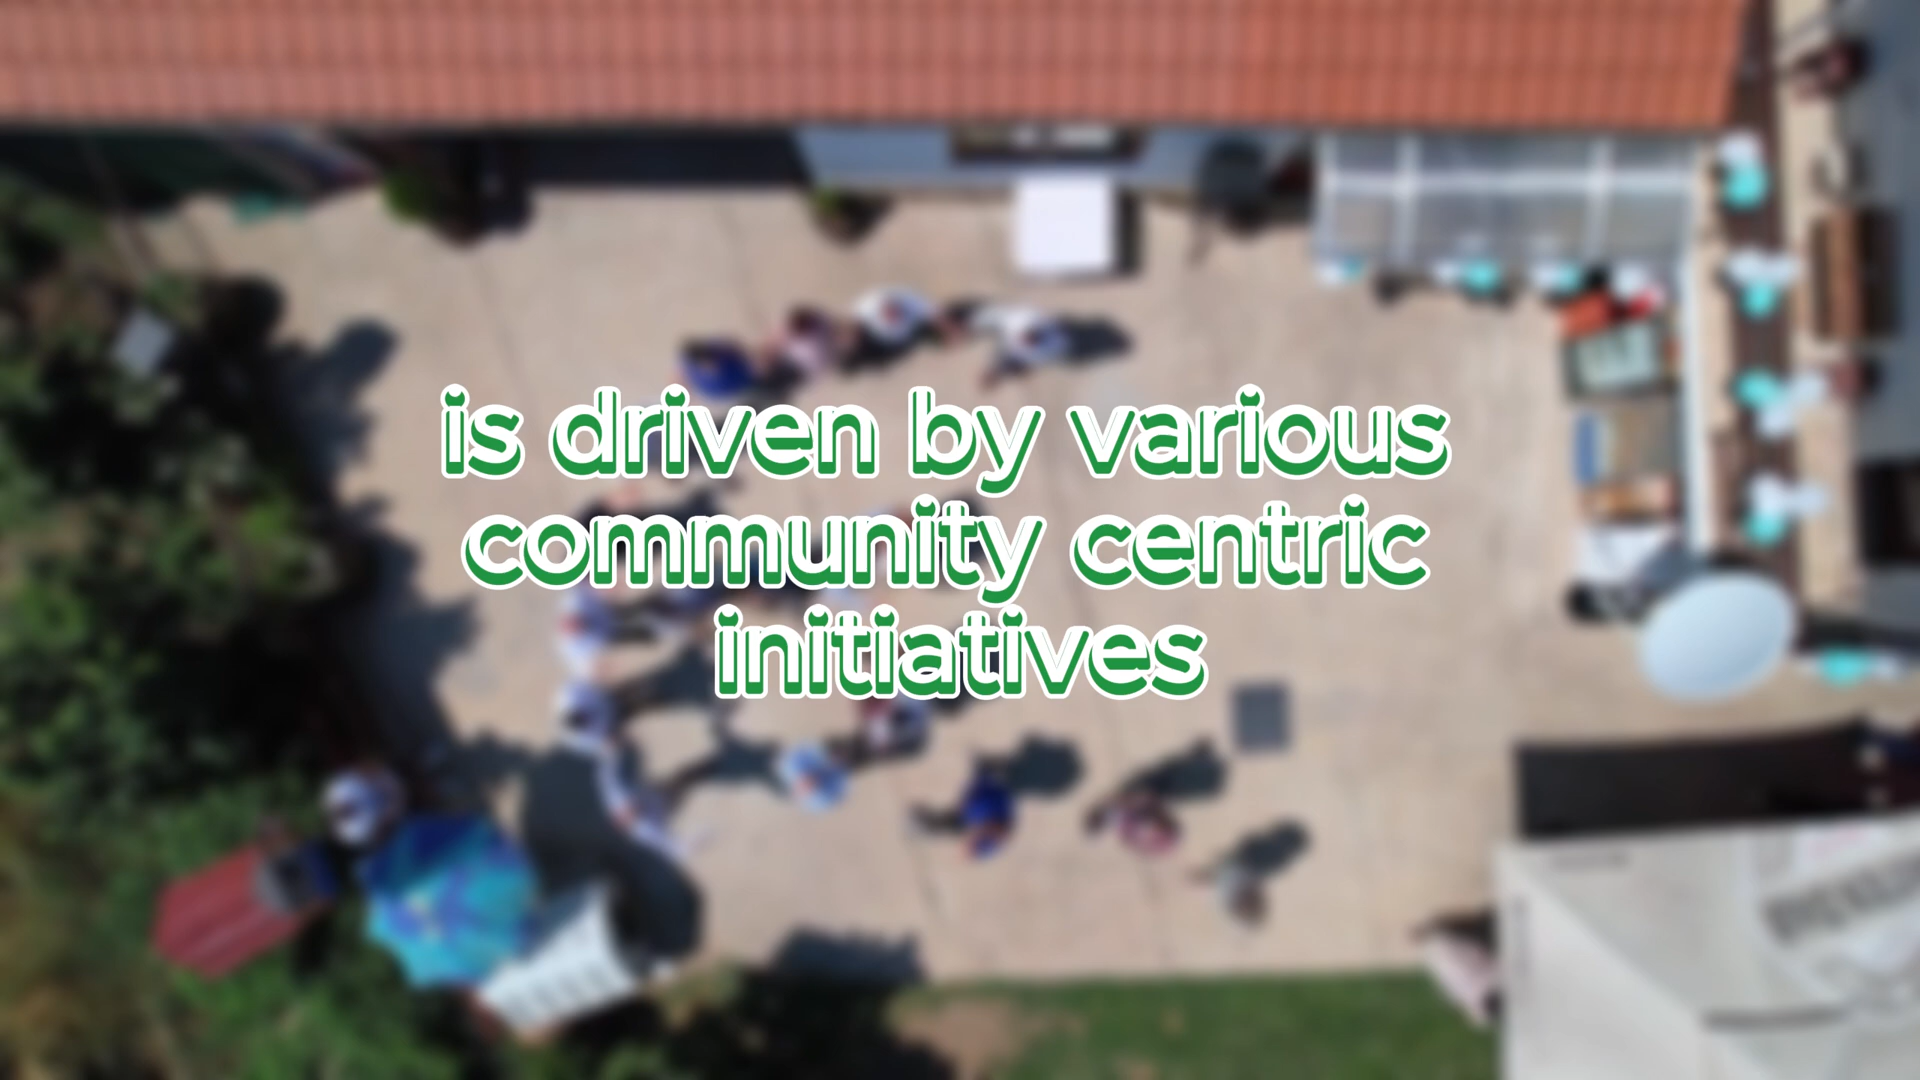 is driven by various
community centric
initiatives